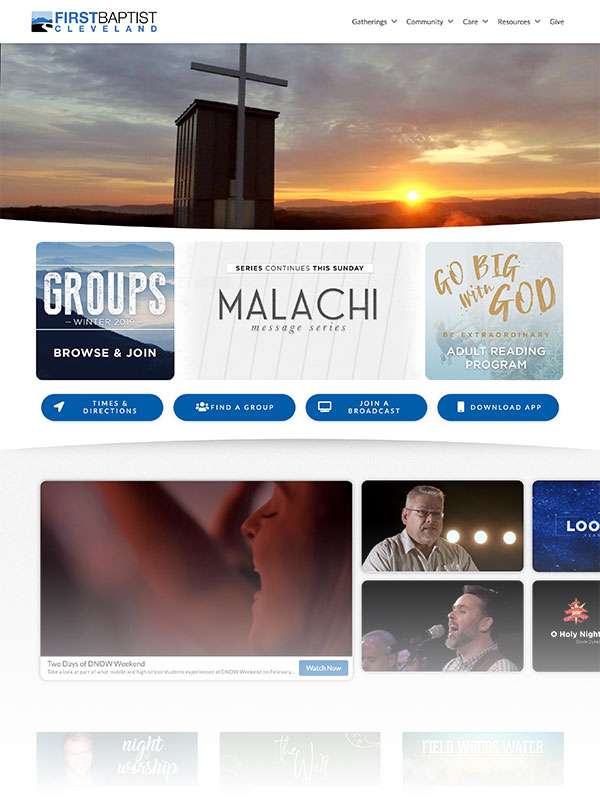 FIRSTBAPTIST
CLEVELAND
Gatherings Community Care Resources Give
GROUPS
– WINTER 2019 –
BROWSE & JOIN
SERIES CONTINUES THIS SUNDAY
MALACHI
message series
GO BIG
with
GOD
BE EXTRAORDINARY
ADULT READING
PROGRAM
TIMES &
DIRECTIONS
FIND A GROUP
JOIN A
BROADCAST
DOWNLOAD APP
LOO
O Holy Night
Two Days of DNOW Weekend
Take a look at part of what middle and high school students experienced at DNOW Weekend on February...
Watch Now
night
of
worship
the
Well
FIELD WOODS WATER